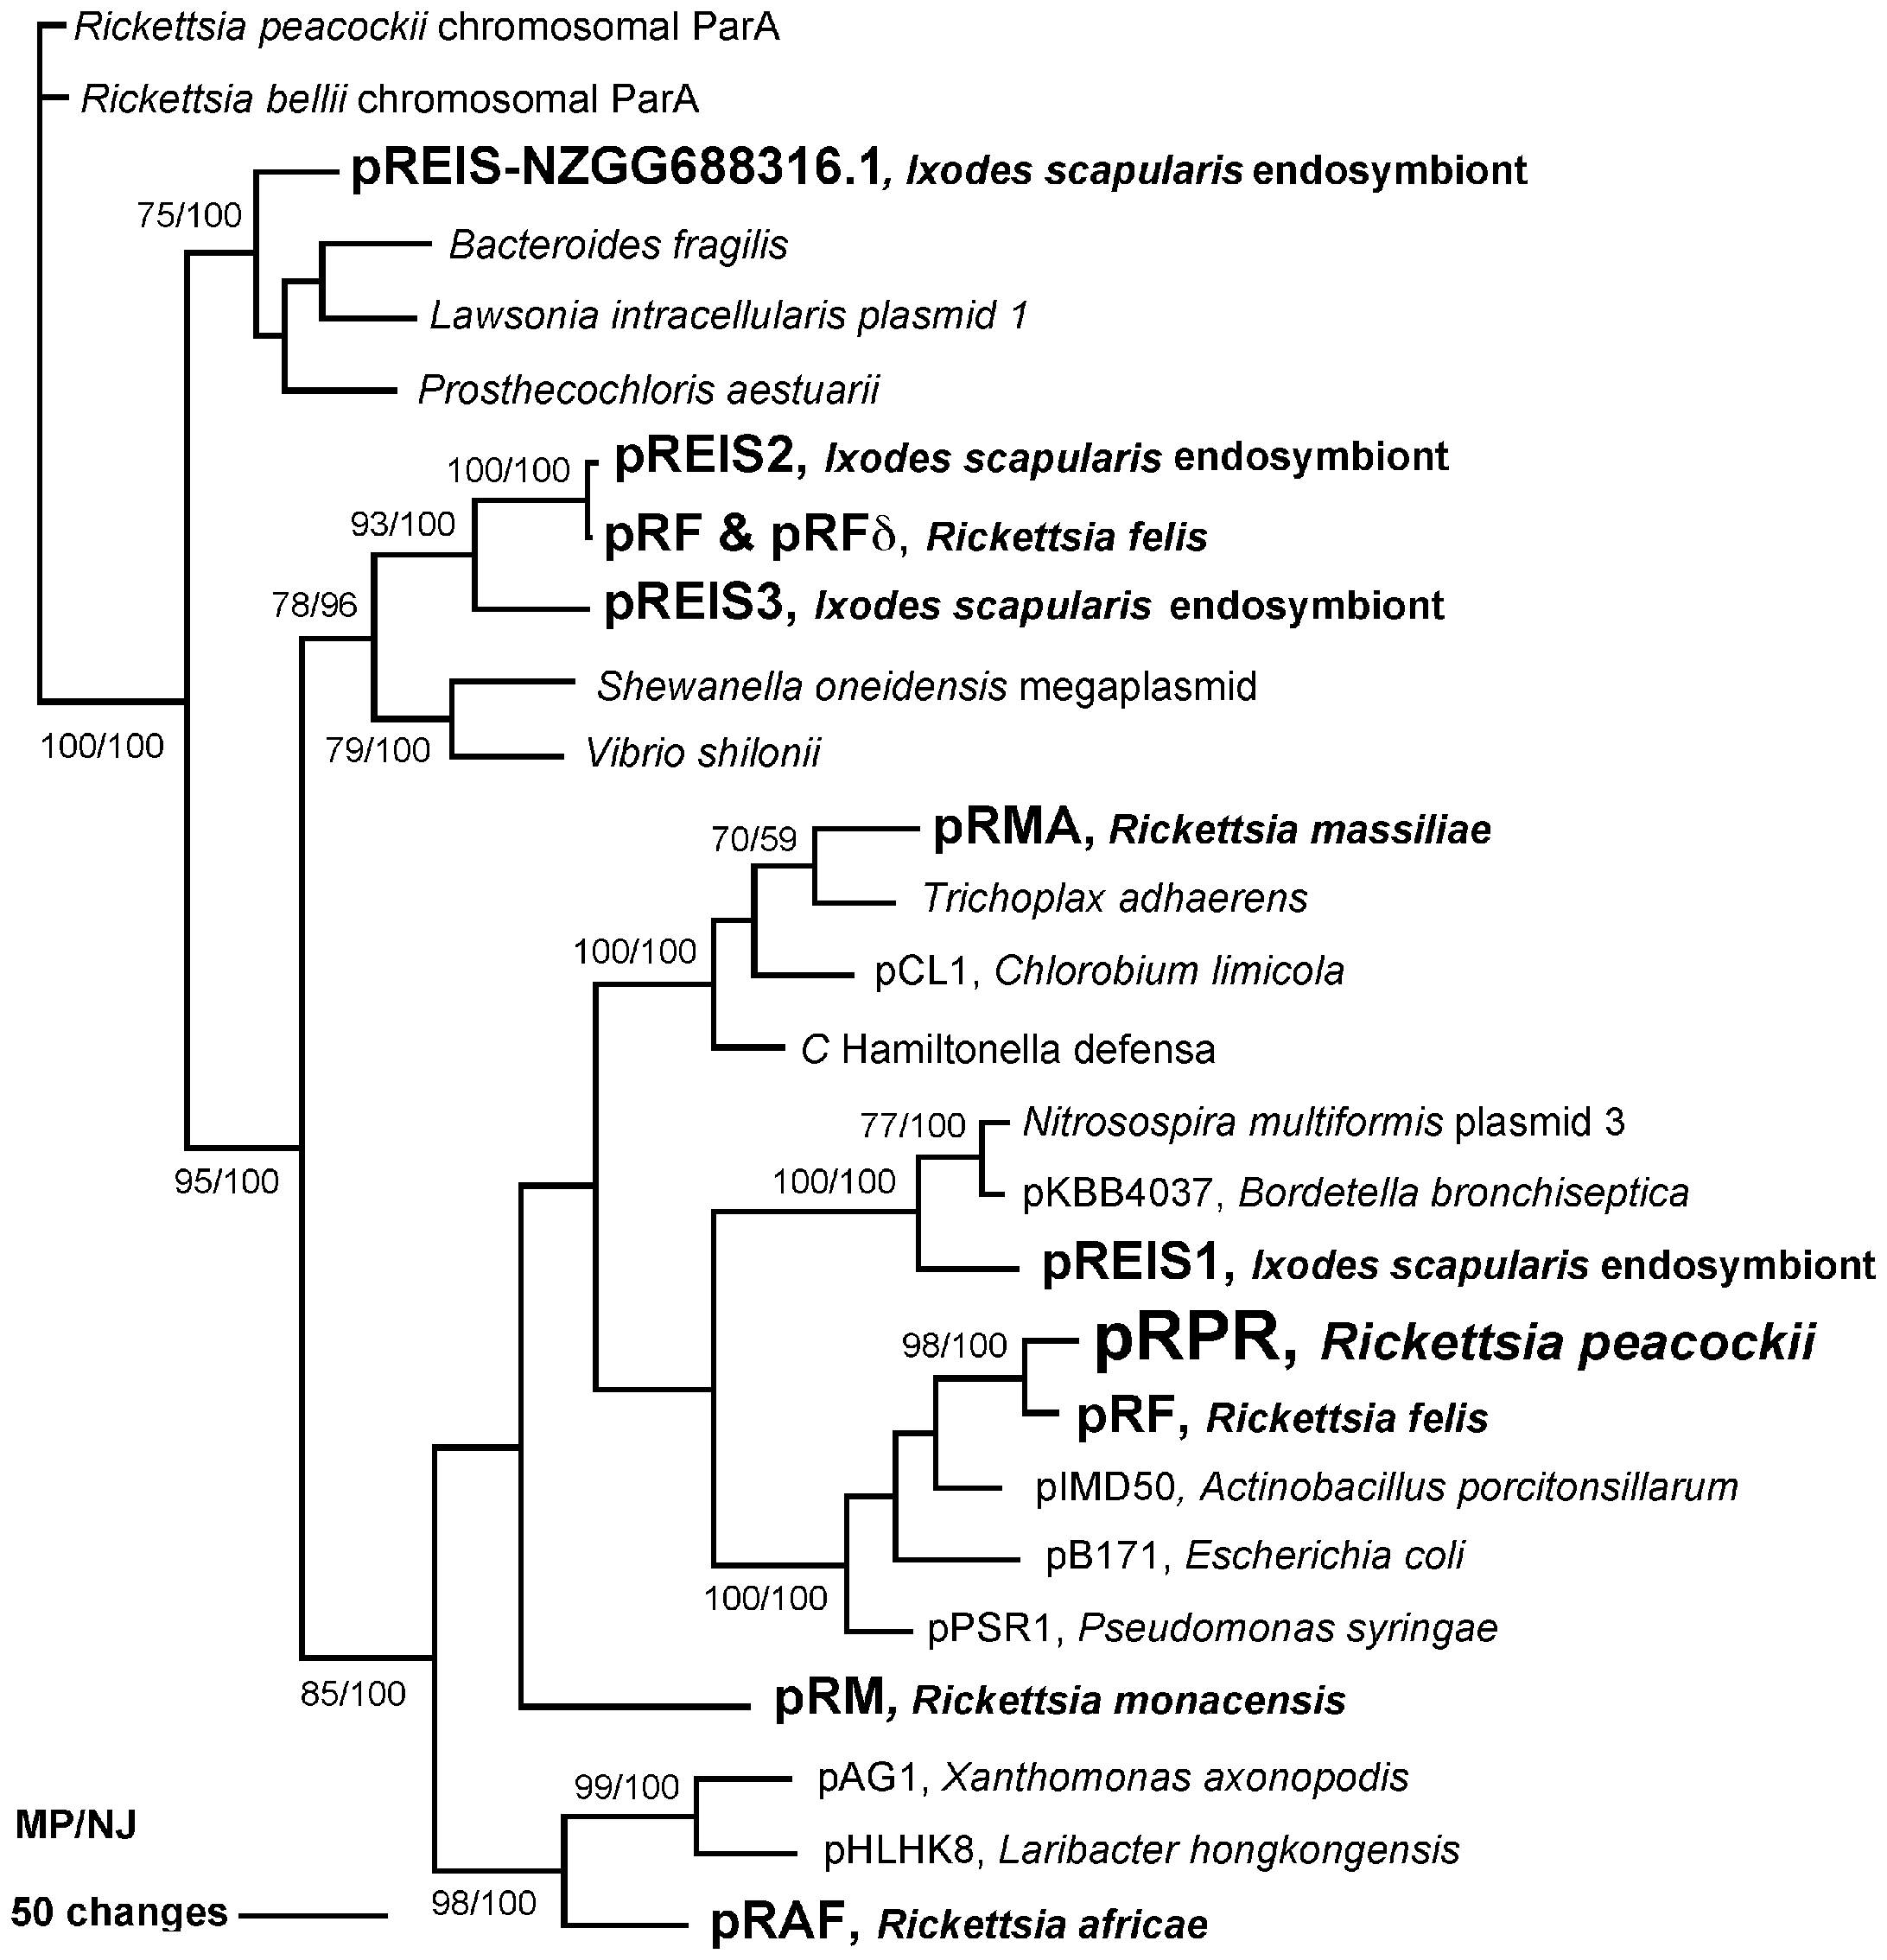 Rickettsia peacockii chromosomal ParA
Rickettsia bellii chromosomal ParA
pREIS-NZGG688316.1, Ixodes scapularis endosymbiont
75/100
Bacteroides fragilis
Lawsonia intracellularis plasmid 1
Prosthecochloris aestuarii
pREIS2, Ixodes scapularis endosymbiont
100/100
93/100
pRF & pRFδ, Rickettsia felis
pREIS3, Ixodes scapularis endosymbiont
78/96
Shewanella oneidensis megaplasmid
100/100
79/100
Vibrio shilonii
pRMA, Rickettsia massiliae
70/59
Trichoplax adhaerens
100/100
pCL1, Chlorobium limicola
C Hamiltonella defensa
77/100
Nitrosospira multiformis plasmid 3
95/100
100/100
pKBB4037, Bordetella bronchiseptica
pREIS1, Ixodes scapularis endosymbiont
98/100
pRPR, Rickettsia peacockii
pRF, Rickettsia felis
pIMD50, Actinobacillus porcitonsillarum
pB171, Escherichia coli
100/100
pPSR1, Pseudomonas syringae
85/100
pRM, Rickettsia monacensis
99/100
pAG1, Xanthomonas axonopodis
MP/NJ
pHLHK8, Laribacter hongkongensis
50 changes
98/100
pRAF, Rickettsia africae